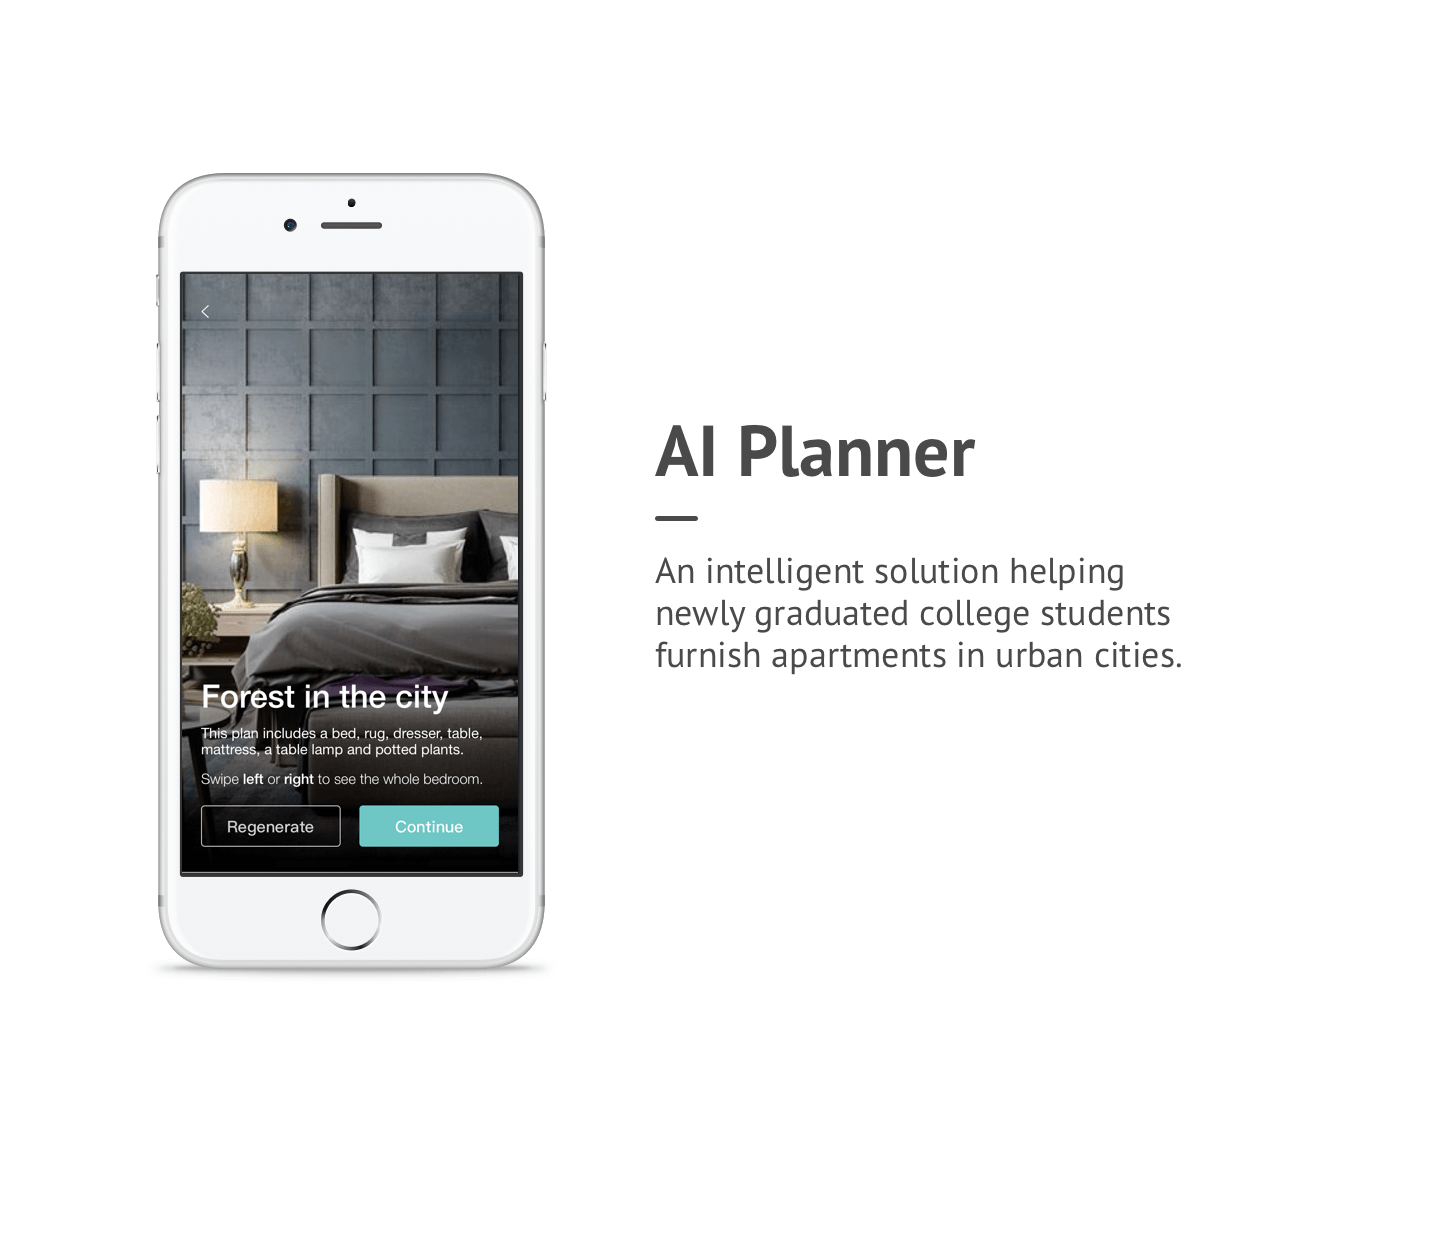 Forest in the city
This plan includes a bed, rug, dresser, table,
mattress, a table lamp and potted plants.
Swipe left or right to see the whole bedroom.
Regenerate
Continue
AI Planner
An intelligent solution helping
newly graduated college students
furnish apartments in urban cities.